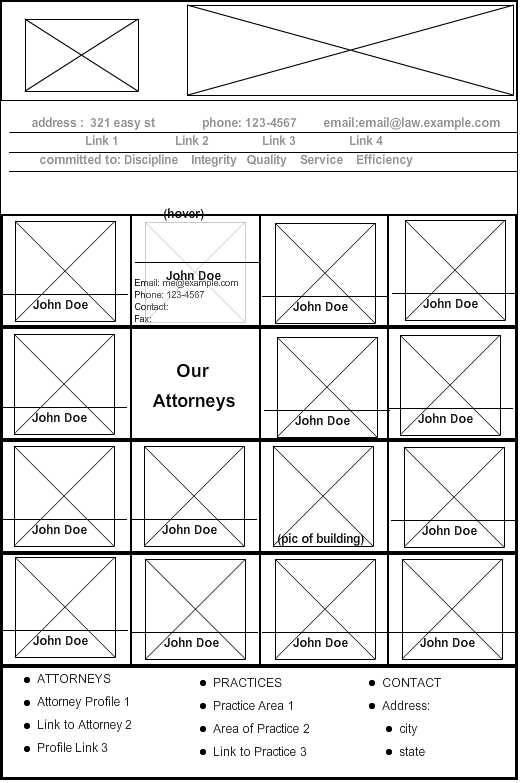 address :  321 easy st    phone: 123-4567    email:email@law.example.com
Link 1    Link 2    Link 3    Link 4
committed to: Discipline    Integrity    Quality    Service    Efficiency
(hover)
John Doe
John Doe
Email: me@example.com
Phone: 123-4567
Contact:
Fax:
John Doe
John Doe
John Doe
Our
Attorneys
John Doe
John Doe
John Doe
John Doe
(pic of building)
John Doe
John Doe
John Doe
John Doe
John Doe
ATTORNEYS
Attorney Profile 1
Link to Attorney 2
Profile Link 3
PRACTICES
Practice Area 1
Area of Practice 2
Link to Practice 3
CONTACT
Address:
city
state